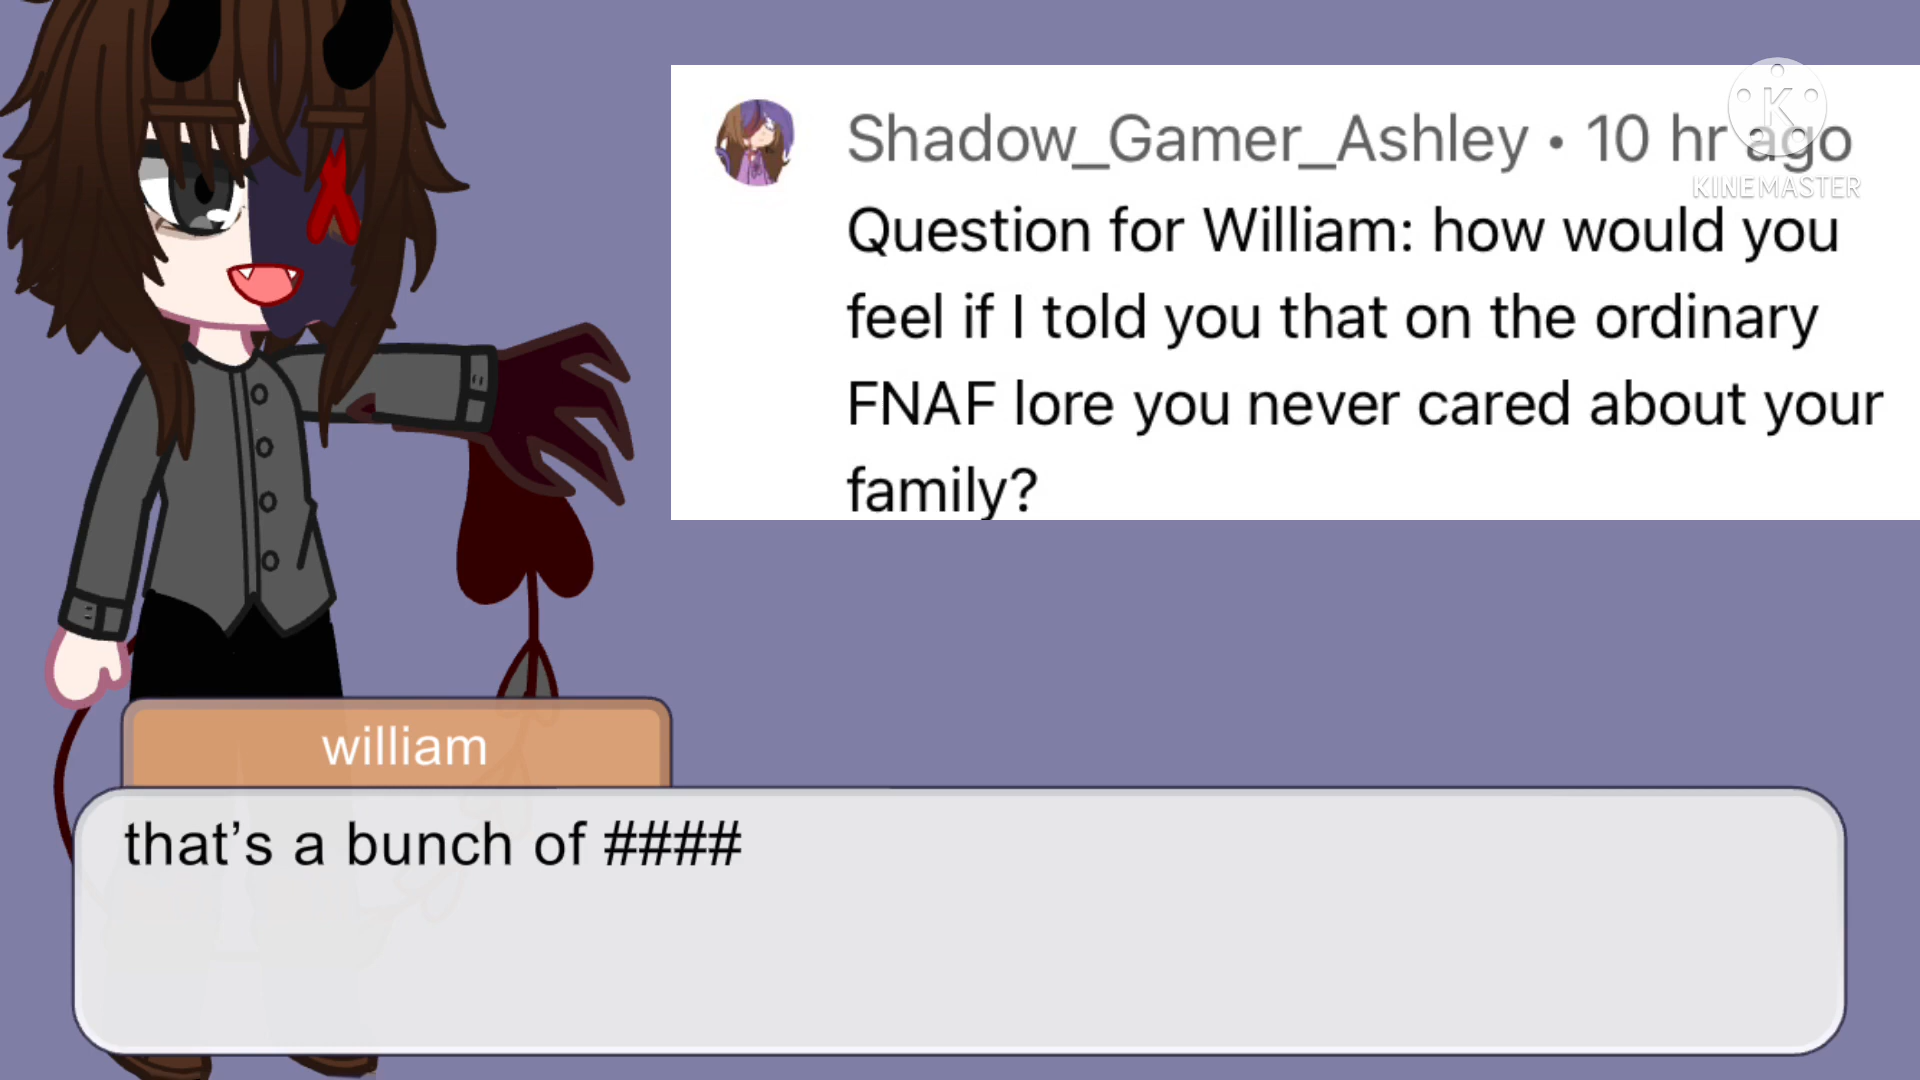 Shadow_Gamer_Ashley • 10 hr ago
KINEMASTER
Question for William: how would you
feel if I told you that on the ordinary
FNAF lore you never cared about your
family?
william
that’s a bunch of ####